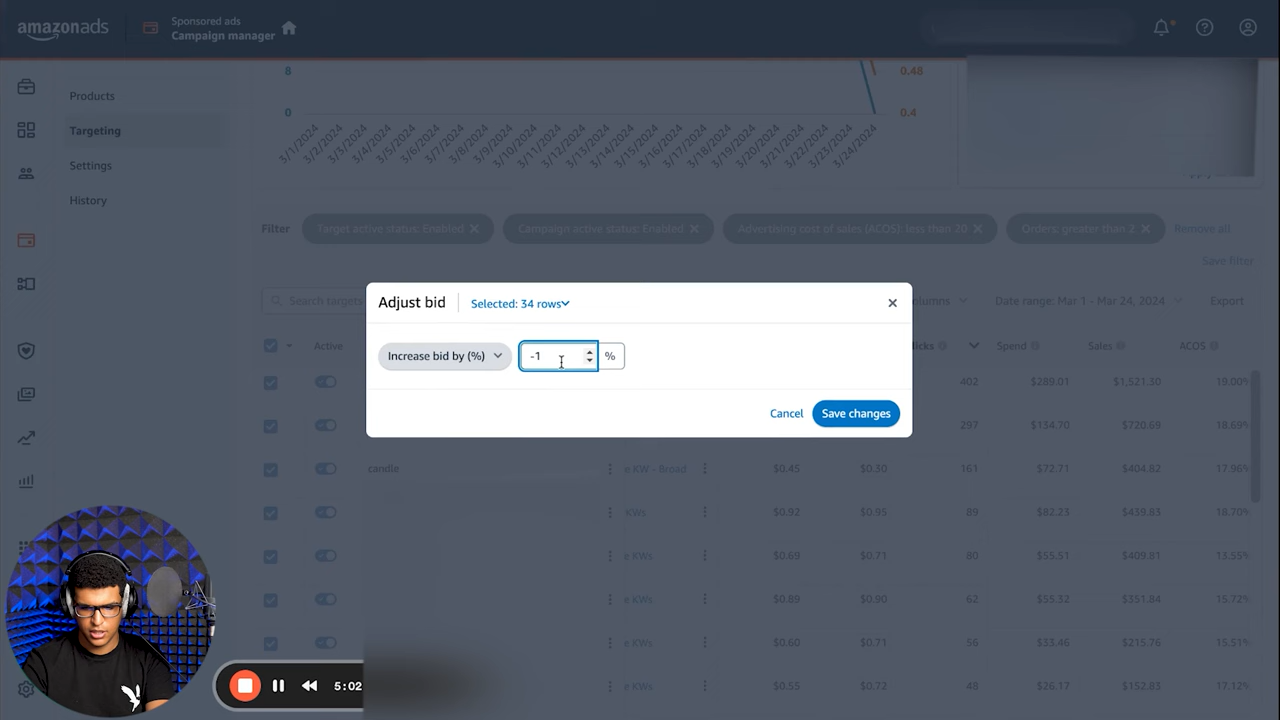 amazonads
Sponsored ads
Campaign manager
8
0.48
0
0.4
3/1/2024 3/2/2024 3/5/2024 3/4/2024 3/5/2024 3/6/2024 3/7/2024 3/8/2024 3/9/2024 3/10/2024 3/11/2024 3/12/2024 3/13/2024 3/14/2024 3/15/2024 3/16/2024 3/17/2024 3/18/2024 3/19/2024 3/20/2024 3/21/2024 3/22/2024 3/23/2024 3/24/2024
Products
Targeting
Settings
History
Filter
Target active status: Enabled
Campaign active status: Enabled
Advertising cost of sales (ACOS): less than 20
Orders: greater than 2
Remove all
Save filter
Search targets
Date range: Mar 1 - Mar 24, 2024
Export
Adjust bid
Selected: 34 rows
Increase bid by (%)
-1
%
Cancel
Save changes
Active
Spend
Sales
ACOS
402 $289.01 $1,521.30 19.00%
297 $134.70 $720.69 18.69%
candle e KW - Broad $0.45 $0.30 161 $72.71 $404.82 17.96%
KWs $0.92 $0.95 89 $82.23 $439.83 18.70%
e KWs $0.69 $0.71 80 $55.51 $409.81 13.55%
e KWs $0.89 $0.90 62 $55.32 $351.84 15.72%
e KWs $0.60 $0.71 56 $33.46 $215.76 15.51%
e KWs $0.55 $0.72 48 $26.17 $152.83 17.12%
5:02